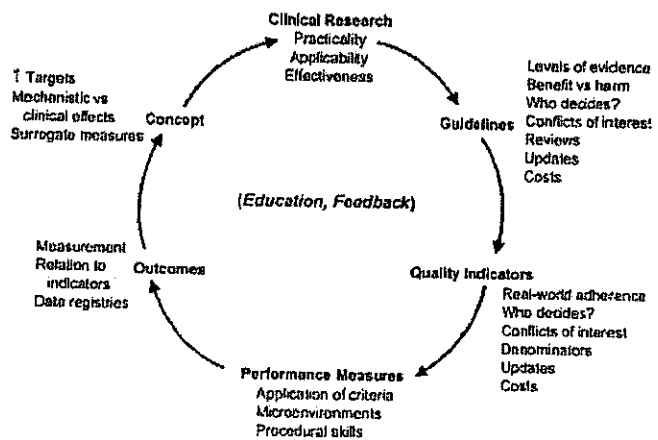 Clinical Research
Practicality
Applicability
Effectiveness
Levels of evidence
Benefit vs harm
Who decides?
Conflicts of interest
Reviews
Updates
Costs
Guidelines
↑ Targets
Mechanistic vs
clinical effects
Surrogate measures
Concept
(Education, Feedback)
Measurement
Relation to
indicators
Data registries
Outcomes
Quality Indicators
Real-world adherence
Who decides?
Conflicts of interest
Denominators
Updates
Costs
Performance Measures
Application of criteria
Microenvironments
Procedural skills